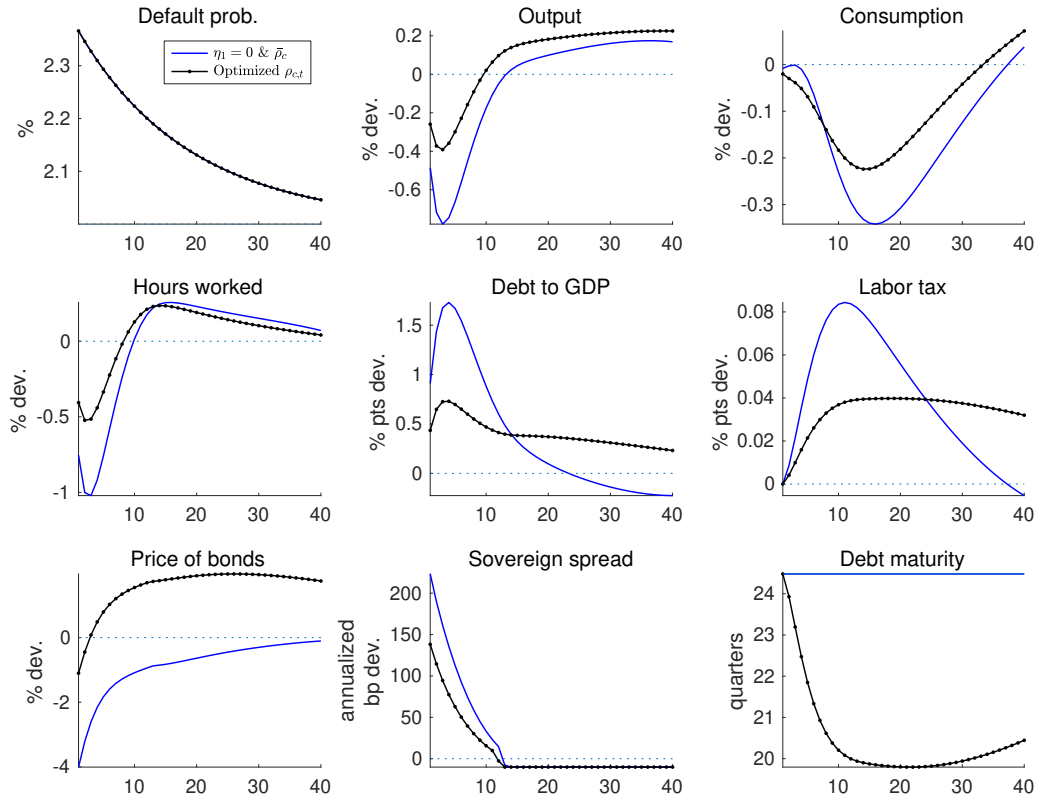 Default prob.
Output
Consumption
η₁ = 0 & ρ̄_c
Optimized ρ_{c,t}
%
2.3
2.2
2.1
10 20 30 40
% dev.
0.2
0
-0.2
-0.4
-0.6
10 20 30 40
% dev.
0
-0.1
-0.2
-0.3
10 20 30 40
Hours worked
Debt to GDP
Labor tax
% dev.
0
-0.5
-1
10 20 30 40
% pts dev.
1.5
1
0.5
0
10 20 30 40
% pts dev.
0.08
0.06
0.04
0.02
0
10 20 30 40
Price of bonds
Sovereign spread
Debt maturity
% dev.
0
-2
-4
10 20 30 40
annualized
bp dev.
200
150
100
50
0
10 20 30 40
quarters
24
23
22
21
20
10 20 30 40